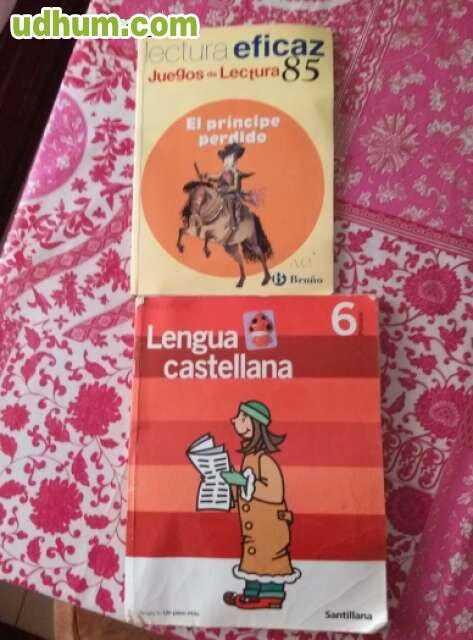 udhum.com
lectura eficaz
Juegos de Lectura 85
El príncipe
perdido
Bruño
Lengua
castellana
6
Santillana